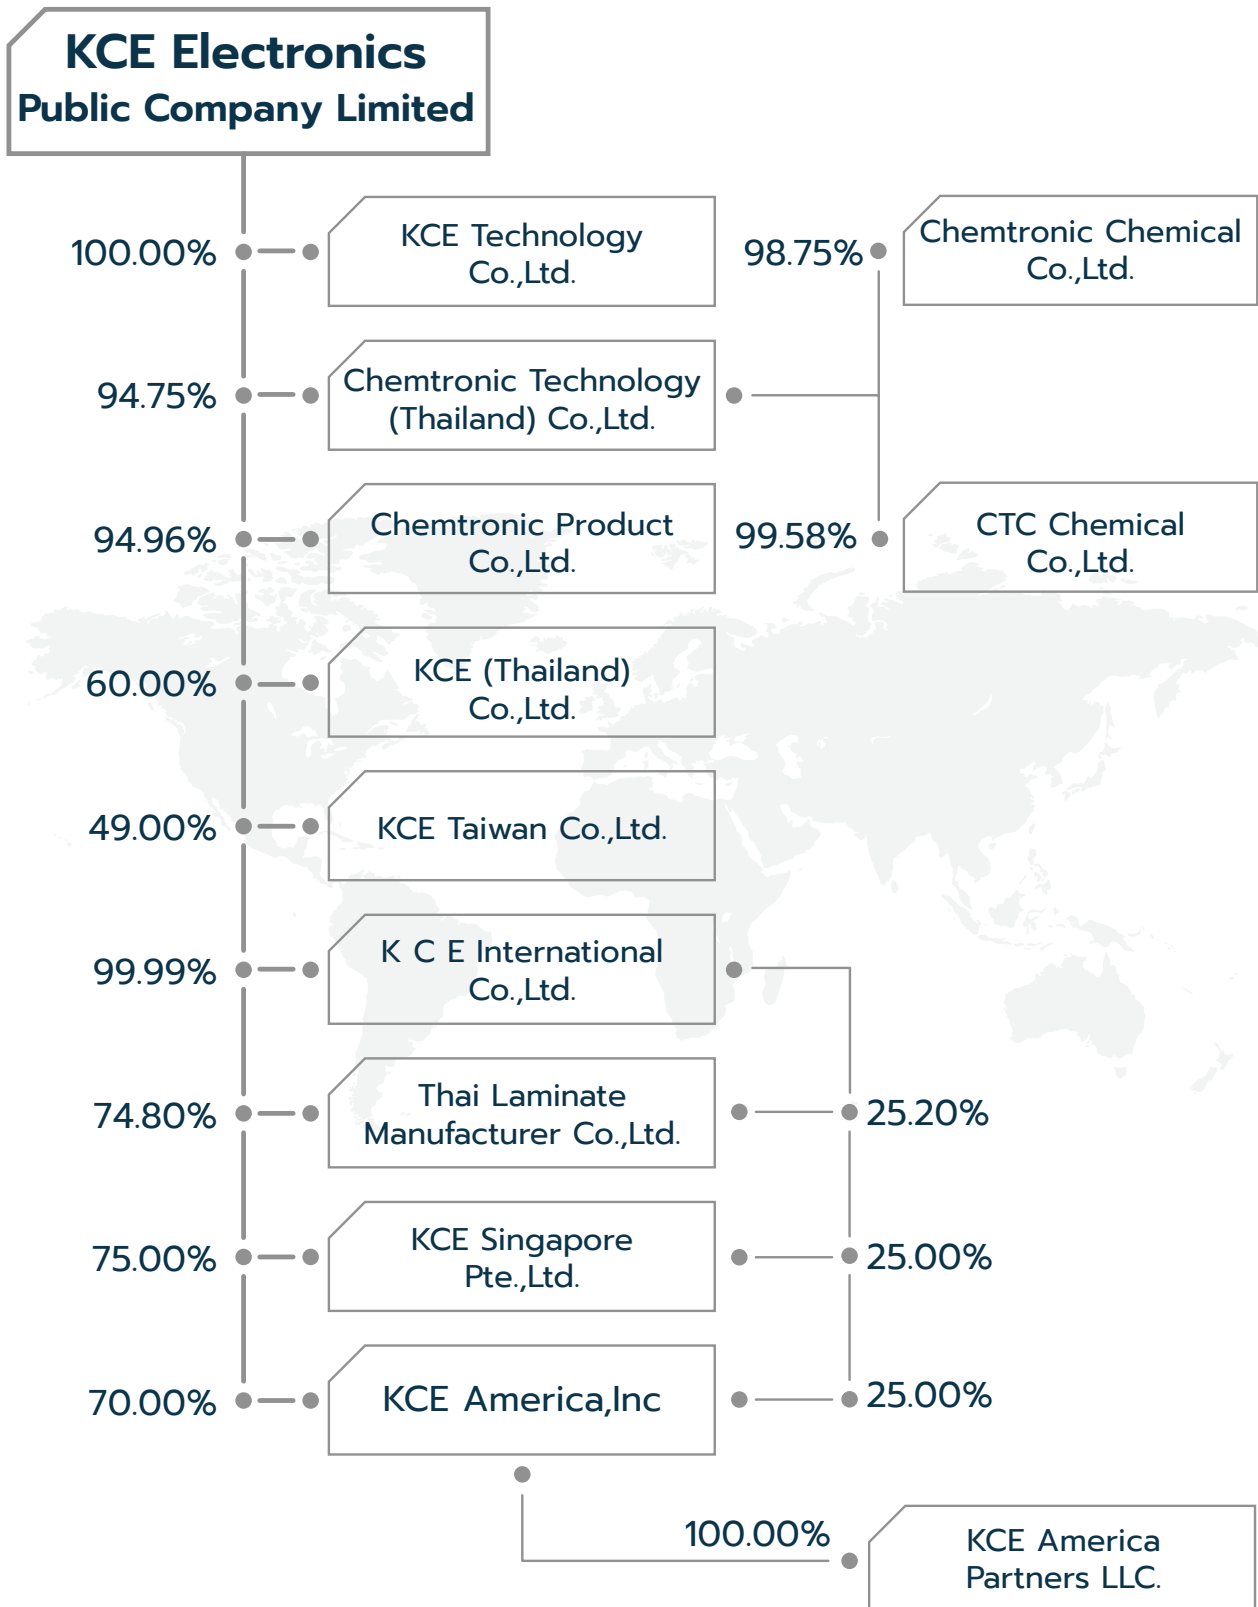 KCE Electronics
Public Company Limited
100.00%
KCE Technology
Co.,Ltd.
98.75%
Chemtronic Chemical
Co.,Ltd.
94.75%
Chemtronic Technology
(Thailand) Co.,Ltd.
94.96%
Chemtronic Product
Co.,Ltd.
99.58%
CTC Chemical
Co.,Ltd.
60.00%
KCE (Thailand)
Co.,Ltd.
49.00%
KCE Taiwan Co.,Ltd.
99.99%
K C E International
Co.,Ltd.
74.80%
Thai Laminate
Manufacturer Co.,Ltd.
25.20%
75.00%
KCE Singapore
Pte.,Ltd.
25.00%
70.00%
KCE America,Inc
25.00%
100.00%
KCE America
Partners LLC.